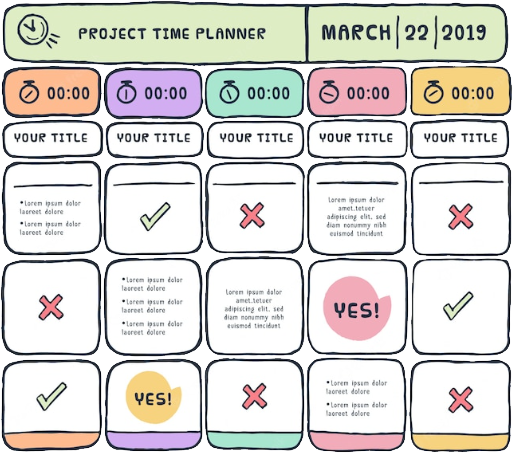 PROJECT TIME PLANNER
MARCH 22 2019
00:00 00:00 00:00 00:00 00:00
YOUR TITLE YOUR TITLE YOUR TITLE YOUR TITLE YOUR TITLE
•Lorem ipsum dolor
laoreet dolore
•Lorem ipsum dolor
laoreet dolore
Lorem ipsum dolor
amet,tetuer
adipiscing elit, sed
diam nonummy nibh
euismod tincidunt
•Lorem ipsum dolor
laoreet dolore
•Lorem ipsum dolor
laoreet dolore
•Lorem ipsum dolor
laoreet dolore
Lorem ipsum dolor
amet,tetuer
adipiscing elit, sed
diam nonummy nibh
euismod tincidunt
YES!
YES!
•Lorem ipsum dolor
laoreet dolore
•Lorem ipsum dolor
laoreet dolore